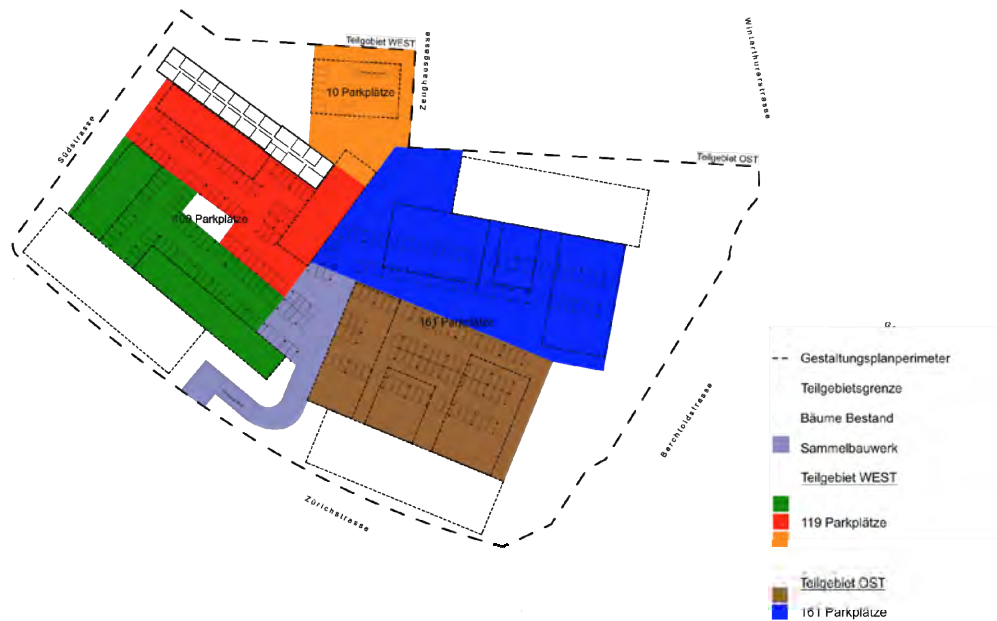 Teilgebiet WEST
Zeughausgasse
Winterthurerstrasse
10 Parkplätze
Südstrasse
Teilgebiet OST
109 Parkplätze
161 Parkplätze
Berchtoldstrasse
Zürichstrasse
Gestaltungsplanperimeter
Teilgebietsgrenze
Bäume Bestand
Sammelbauwerk
Teilgebiet WEST
119 Parkplätze
Teilgebiet OST
161 Parkplätze